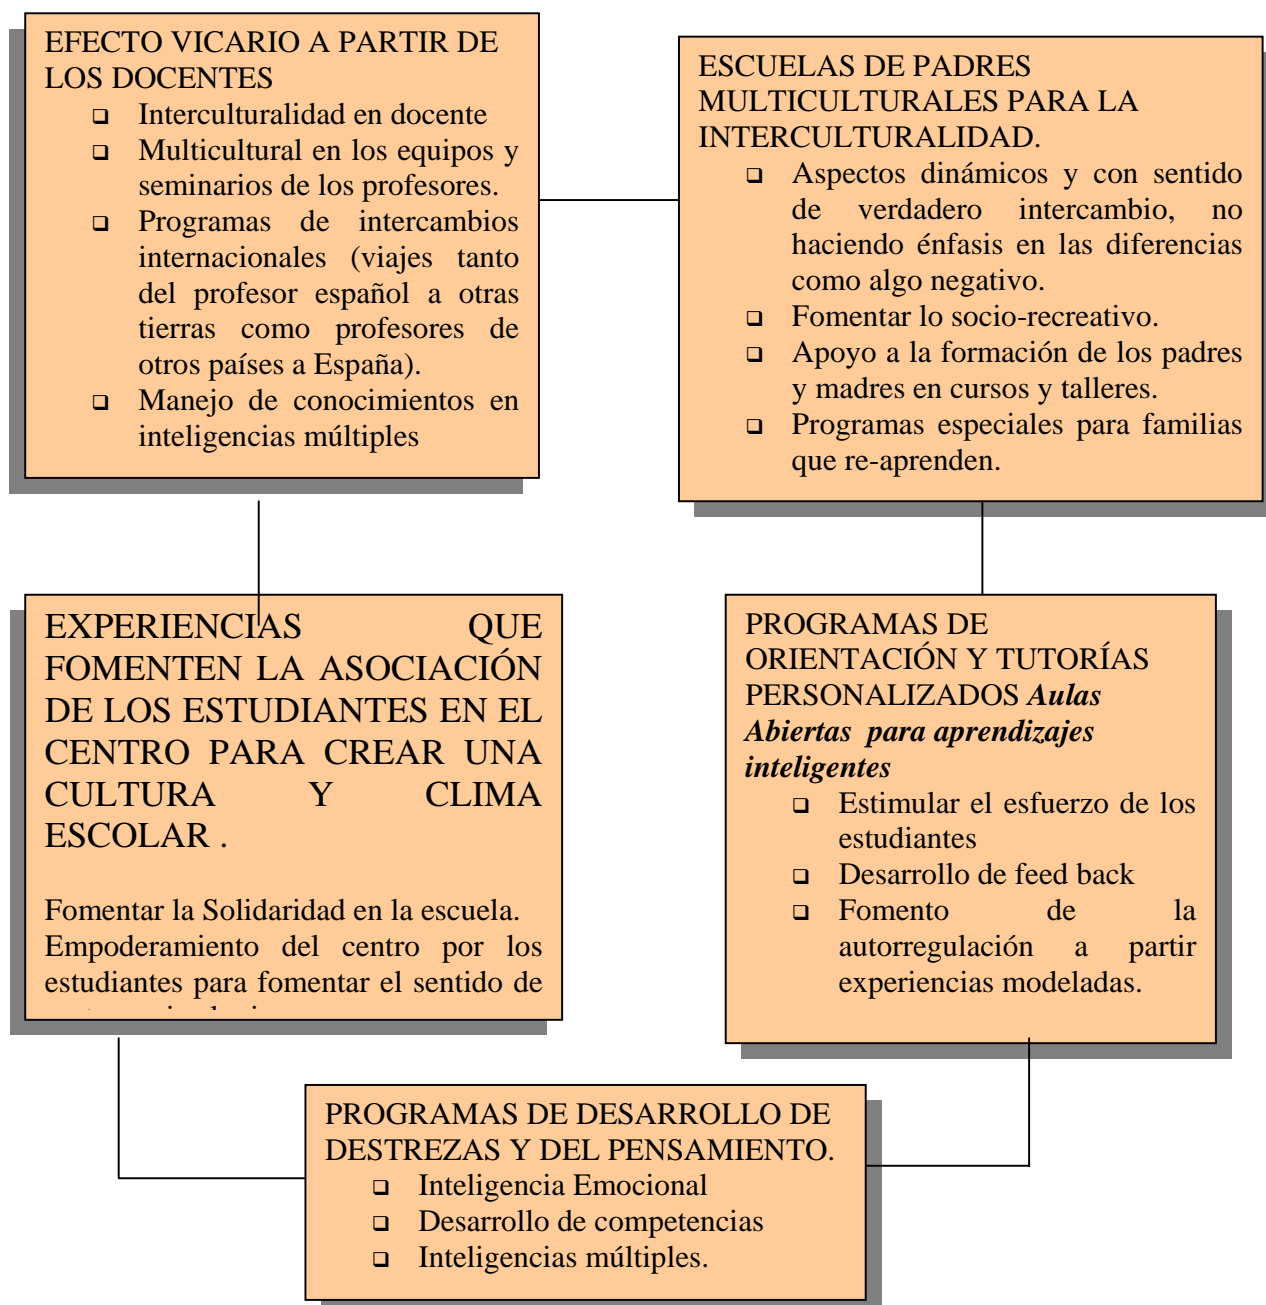 EFECTO VICARIO A PARTIR DE
LOS DOCENTES
❑ Interculturalidad en docente
❑ Multicultural en los equipos y
seminarios de los profesores.
❑ Programas de intercambios
internacionales (viajes tanto
del profesor español a otras
tierras como profesores de
otros países a España).
❑ Manejo de conocimientos en
inteligencias múltiples
ESCUELAS DE PADRES
MULTICULTURALES PARA LA
INTERCULTURALIDAD.
❑ Aspectos dinámicos y con sentido
de verdadero intercambio, no
haciendo énfasis en las diferencias
como algo negativo.
❑ Fomentar lo socio-recreativo.
❑ Apoyo a la formación de los padres
y madres en cursos y talleres.
❑ Programas especiales para familias
que re-aprenden.
EXPERIENCIAS QUE
FOMENTEN LA ASOCIACIÓN
DE LOS ESTUDIANTES EN EL
CENTRO PARA CREAR UNA
CULTURA Y CLIMA
ESCOLAR .
Fomentar la Solidaridad en la escuela.
Empoderamiento del centro por los
estudiantes para fomentar el sentido de
PROGRAMAS DE
ORIENTACIÓN Y TUTORÍAS
PERSONALIZADOS Aulas
Abiertas para aprendizajes
inteligentes
❑ Estimular el esfuerzo de los
estudiantes
❑ Desarrollo de feed back
❑ Fomento de la
autorregulación a partir
experiencias modeladas.
PROGRAMAS DE DESARROLLO DE
DESTREZAS Y DEL PENSAMIENTO.
❑ Inteligencia Emocional
❑ Desarrollo de competencias
❑ Inteligencias múltiples.